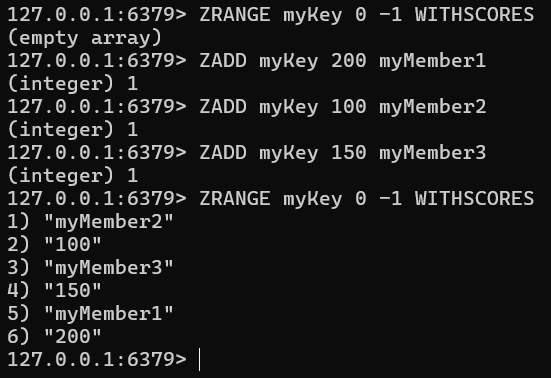 127.0.0.1:6379> ZRANGE myKey 0 -1 WITHSCORES
(empty array)
127.0.0.1:6379> ZADD myKey 200 myMember1
(integer) 1
127.0.0.1:6379> ZADD myKey 100 myMember2
(integer) 1
127.0.0.1:6379> ZADD myKey 150 myMember3
(integer) 1
127.0.0.1:6379> ZRANGE myKey 0 -1 WITHSCORES
1) "myMember2"
2) "100"
3) "myMember3"
4) "150"
5) "myMember1"
6) "200"
127.0.0.1:6379>